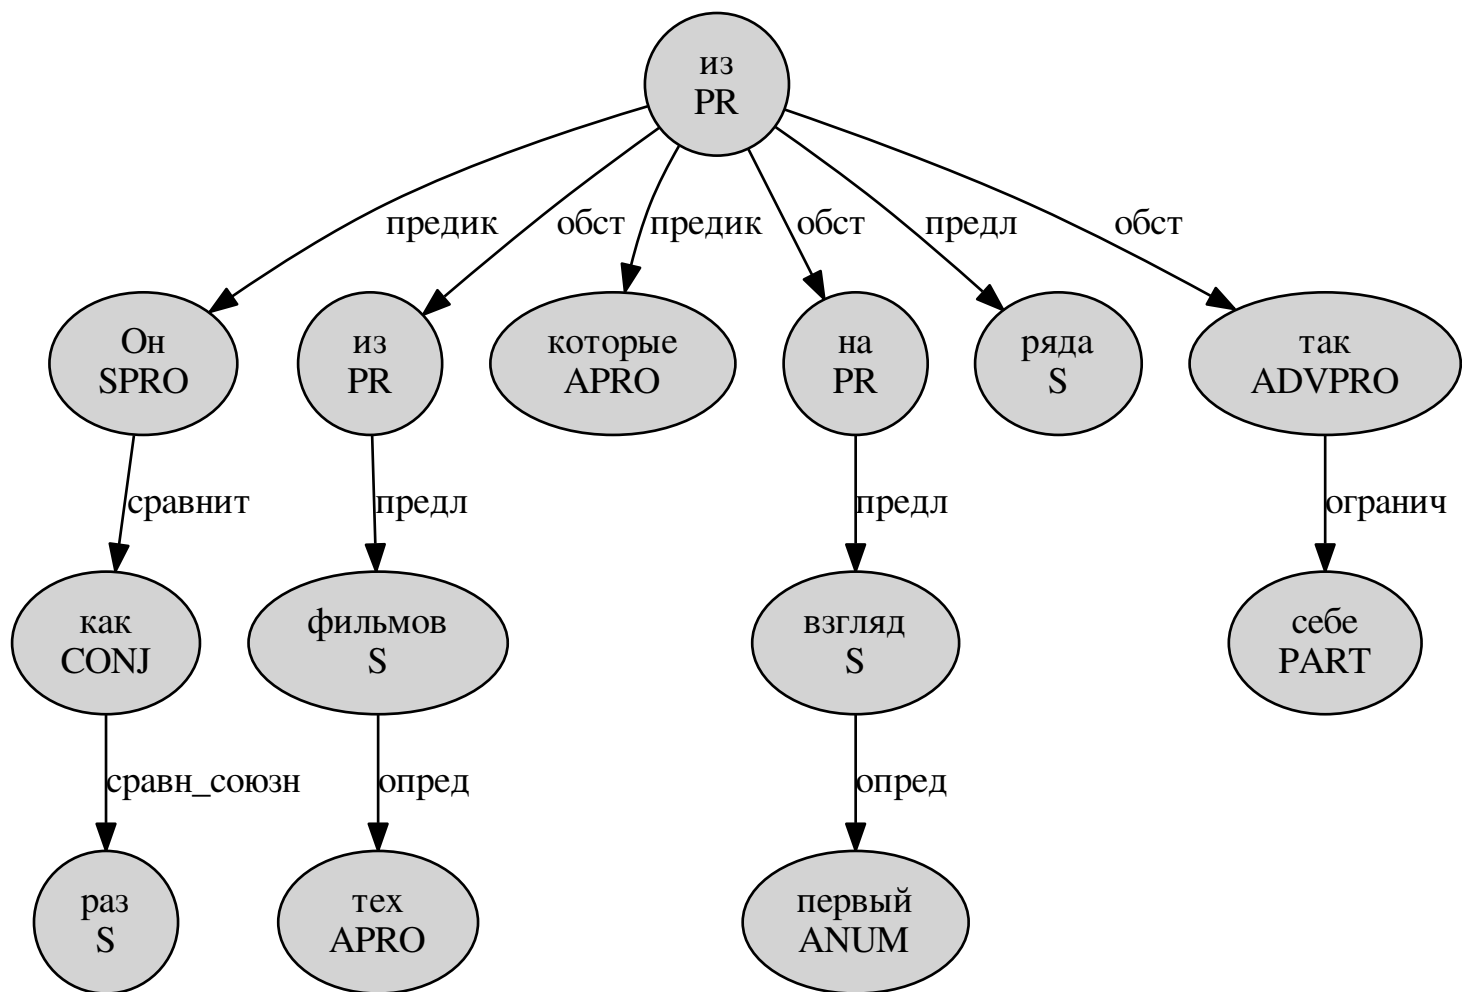 из
PR
предик
обст
предик
обст
предл
обст
Он
SPRO
из
PR
которые
APRO
на
PR
ряда
S
так
ADVPRO
сравнит
предл
предл
огранич
как
CONJ
фильмов
S
взгляд
S
себе
PART
сравн_союзн
опред
опред
раз
S
тех
APRO
первый
ANUM